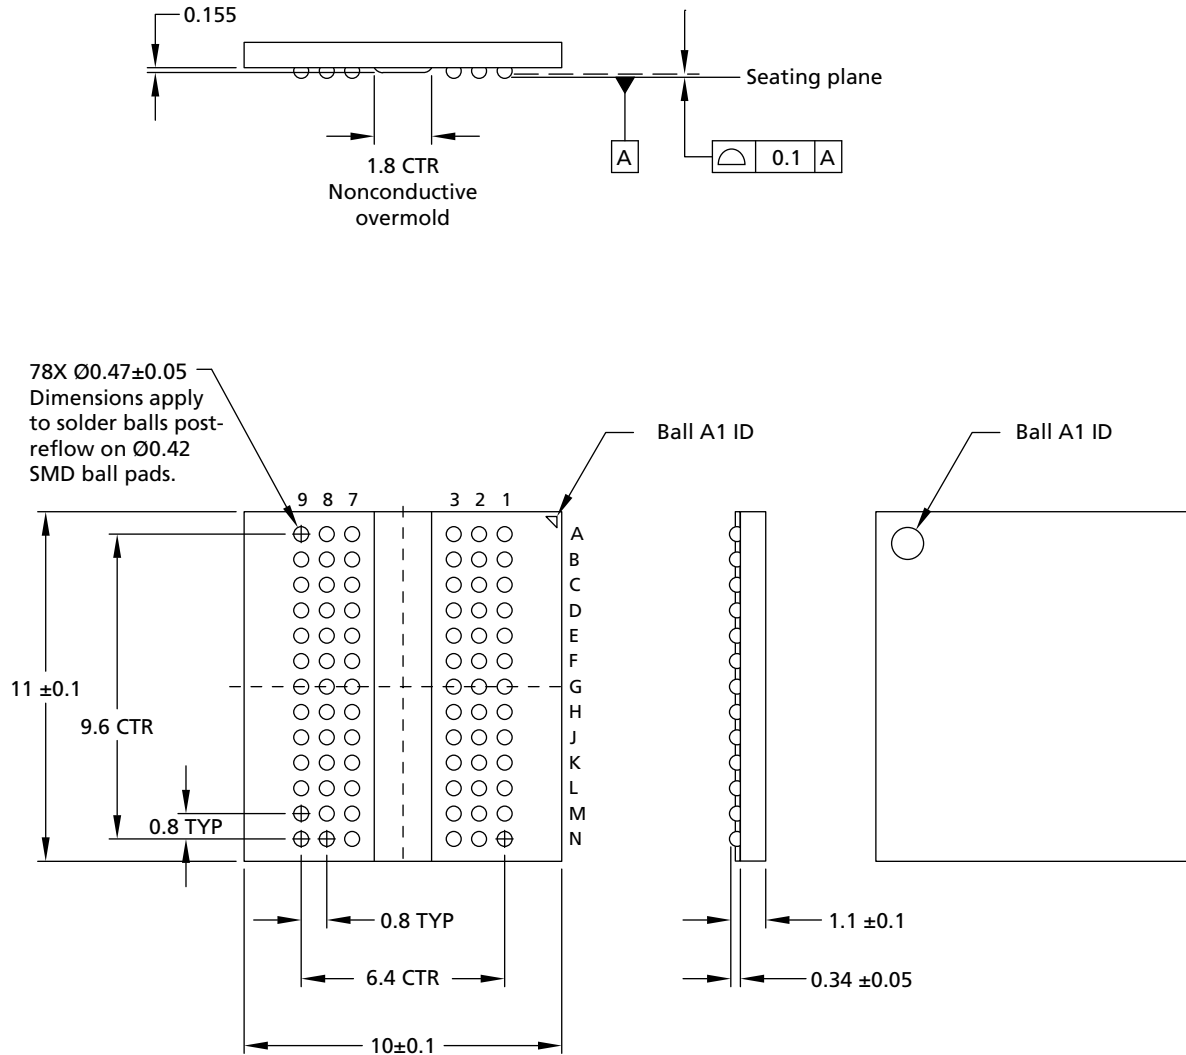 0.155
Seating plane
A
0.1 A
1.8 CTR
Nonconductive
overmold
78X Ø0.47±0.05
Dimensions apply
to solder balls post-
reflow on Ø0.42
SMD ball pads.
Ball A1 ID
Ball A1 ID
9 8 7 3 2 1
A
B
C
D
E
F
G
H
J
K
L
M
N
11 ±0.1
9.6 CTR
0.8 TYP
0.8 TYP
1.1 ±0.1
6.4 CTR
0.34 ±0.05
10±0.1